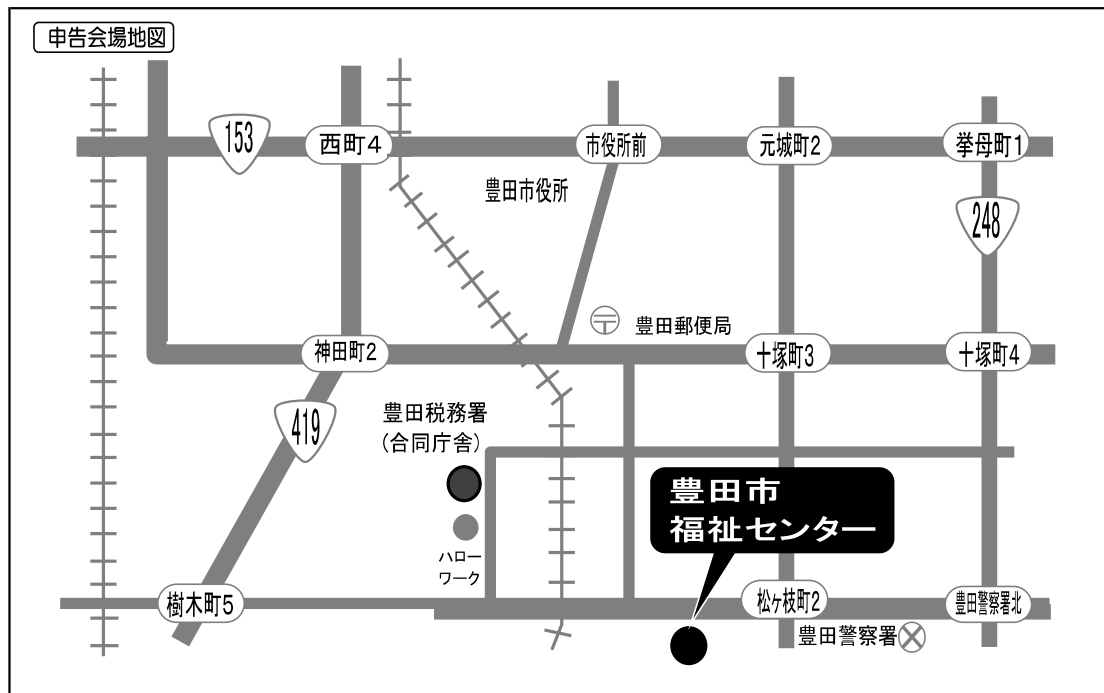 申告会場地図
153
西町4
市役所前
元城町2
挙母町1
豊田市役所
248
豊田郵便局
神田町2
十塚町3
十塚町4
419
豊田税務署
(合同庁舎)
豊田市
福祉センター
ハロー
ワーク
樹木町5
松ヶ枝町2
豊田警察署北
豊田警察署